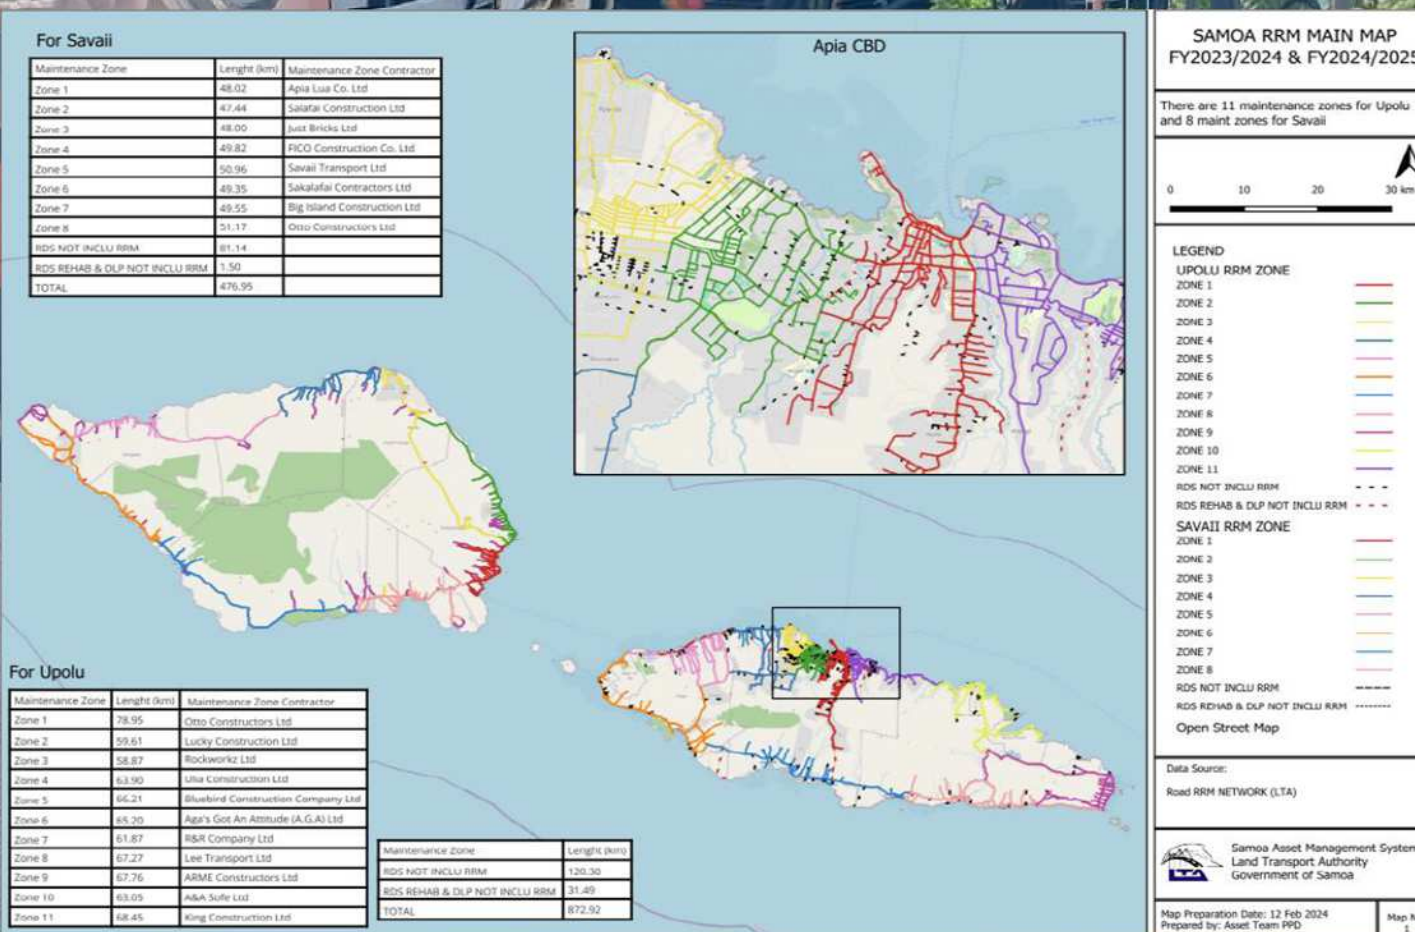 For Savaii
Maintenance Zone Lenght (km) Maintenance Zone Contractor
Zone 1 48.02 Apia Lua Co. Ltd
Zone 2 47.44 Salafai Construction Ltd
Zone 3 48.00 Just Bricks Ltd
Zone 4 49.82 FICO Construction Co. Ltd
Zone 5 50.96 Savaii Transport Ltd
Zone 6 49.35 Sakalafai Contractors Ltd
Zone 7 49.55 Big Island Construction Ltd
Zone 8 51.17 Otto Constructors Ltd
RDS NOT INCLU RRM 81.14
RDS REHAB & DLP NOT INCLU RRM 1.50
TOTAL 476.95
Apia CBD
For Upolu
Maintenance Zone Lenght (km) Maintenance Zone Contractor
Zone 1 78.95 Otto Constructors Ltd
Zone 2 59.61 Lucky Construction Ltd
Zone 3 58.87 Rockworkz Ltd
Zone 4 63.90 Ulia Construction Ltd
Zone 5 66.21 Bluebird Construction Company Ltd
Zone 6 65.20 Aga's Got An Attitude (A.G.A) Ltd
Zone 7 61.87 R&R Company Ltd
Zone 8 67.27 Lee Transport Ltd
Zone 9 67.76 ARME Constructors Ltd
Zone 10 63.05 A&A Sufe Ltd
Zone 11 68.45 King Construction Ltd
Maintenance Zone Lenght (km)
RDS NOT INCLU RRM 120.30
RDS REHAB & DLP NOT INCLU RRM 31.49
TOTAL 872.92
SAMOA RRM MAIN MAP
FY2023/2024 & FY2024/2025
There are 11 maintenance zones for Upolu
and 8 maint zones for Savaii
0 10 20 30 km
LEGEND
UPOLU RRM ZONE
ZONE 1
ZONE 2
ZONE 3
ZONE 4
ZONE 5
ZONE 6
ZONE 7
ZONE 8
ZONE 9
ZONE 10
ZONE 11
RDS NOT INCLU RRM
RDS REHAB & DLP NOT INCLU RRM
SAVAII RRM ZONE
ZONE 1
ZONE 2
ZONE 3
ZONE 4
ZONE 5
ZONE 6
ZONE 7
ZONE 8
RDS NOT INCLU RRM
RDS REHAB & DLP NOT INCLU RRM
Open Street Map
Data Source:
Road RRM NETWORK (LTA)
LTA
Samoa Asset Management System
Land Transport Authority
Government of Samoa
Map Preparation Date: 12 Feb 2024
Prepared by: Asset Team PPD
Map
1